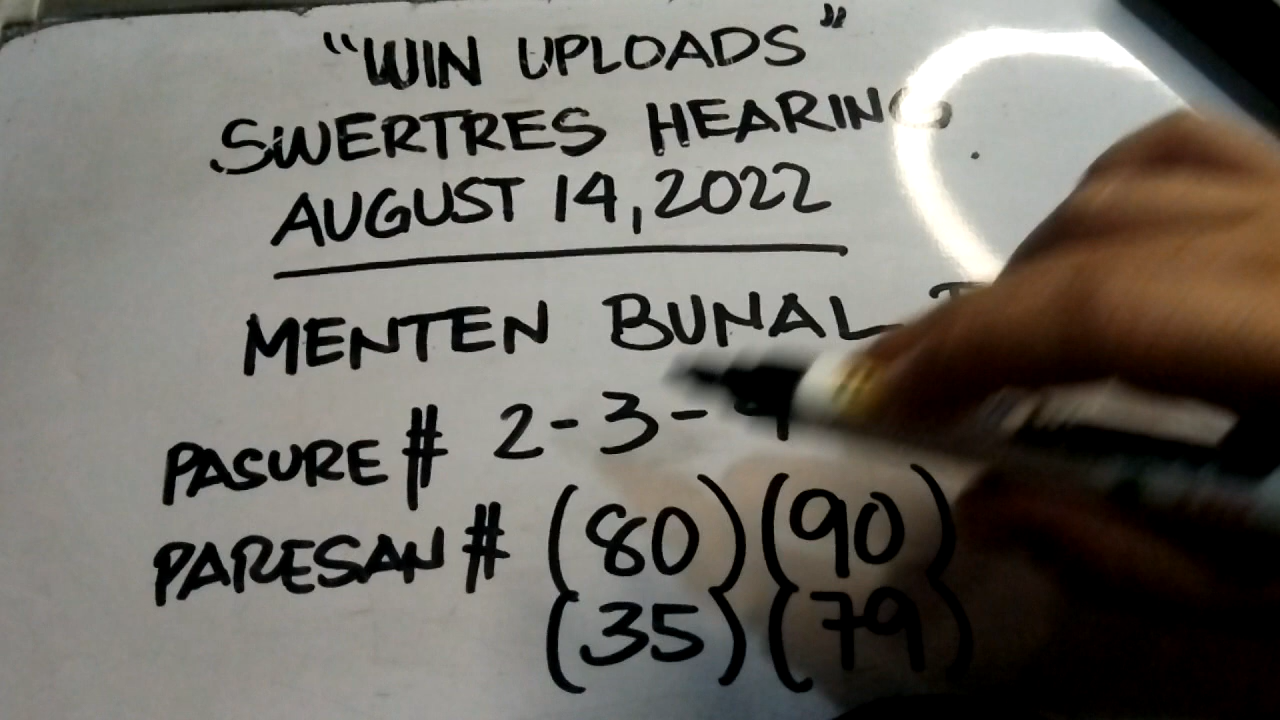 "WIN UPLOADS"
SWERTRES HEARING
AUGUST 14, 2022
MENTEN BUNAL
PASURE # 2-3-
PARESAN # (80) (90)
(35) (79)